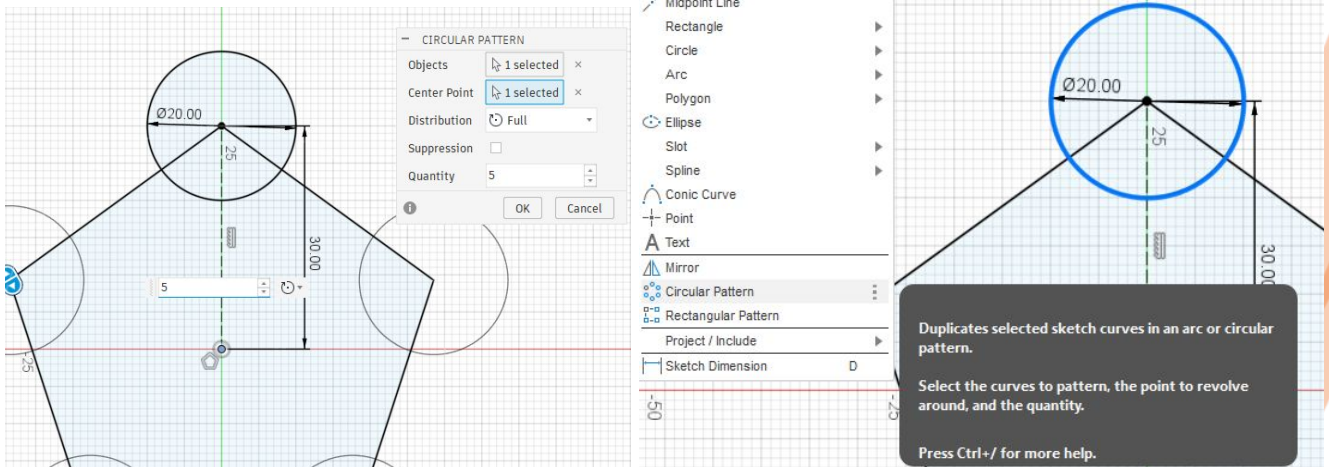 CIRCULAR PATTERN
Objects 1 selected ×
Center Point 1 selected ×
Distribution Full
Suppression
Quantity 5
OK Cancel
Ø20.00
25
30.00
5
-25
Midpoint Line
Rectangle
Circle
Arc
Polygon
Ellipse
Slot
Spline
Conic Curve
Point
A Text
Mirror
Circular Pattern
Rectangular Pattern
Project / Include
Sketch Dimension D
Ø20.00
25
30.00
-50
-25
Duplicates selected sketch curves in an arc or circular
pattern.
Select the curves to pattern, the point to revolve
around, and the quantity.
Press Ctrl+/ for more help.